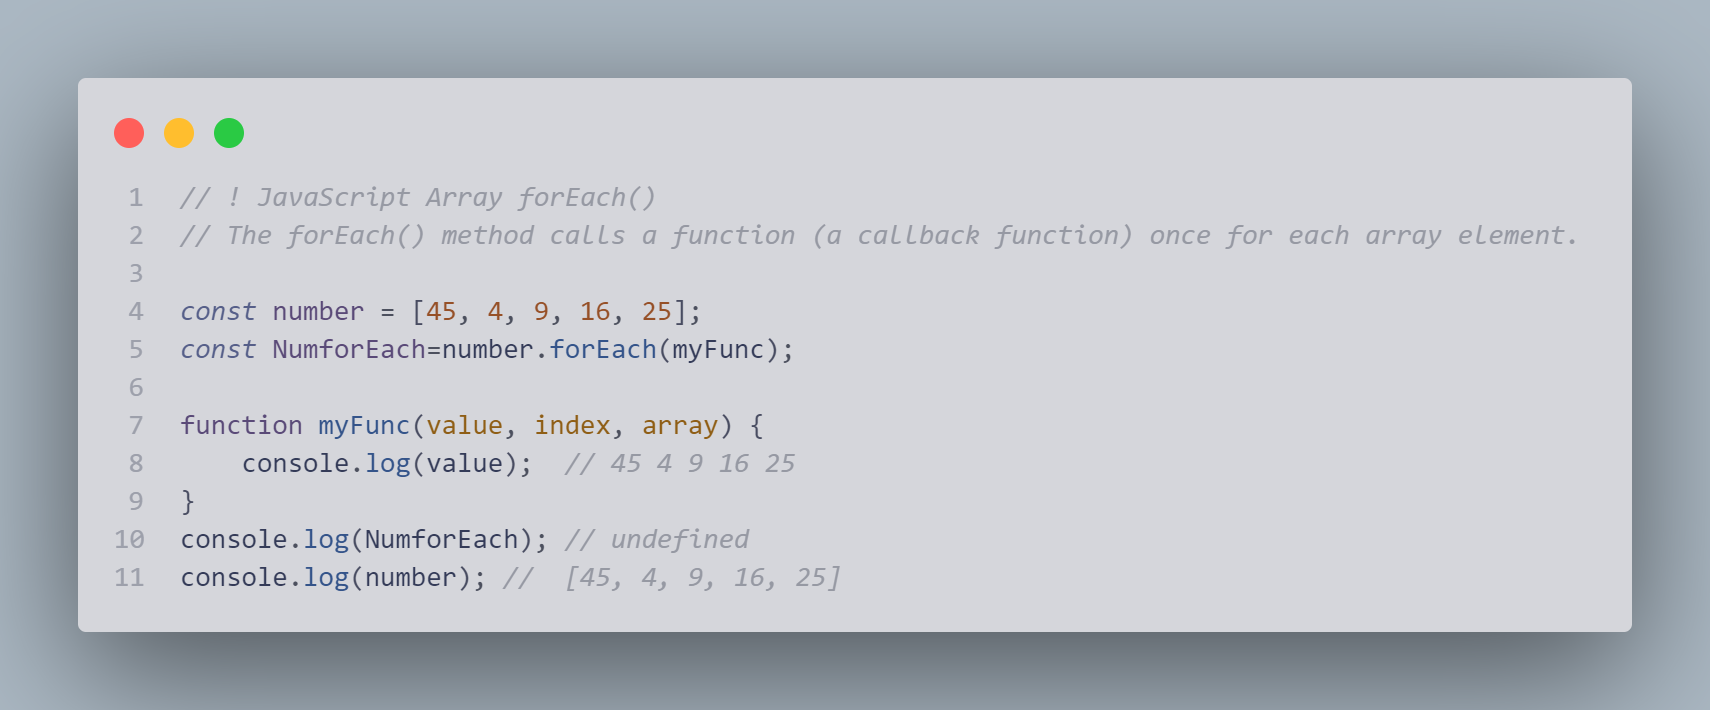 1 // ! JavaScript Array forEach()
2 // The forEach() method calls a function (a callback function) once for each array element.
3
4 const number = [45, 4, 9, 16, 25];
5 const NumforEach=number.forEach(myFunc);
6
7 function myFunc(value, index, array) {
8     console.log(value);  // 45 4 9 16 25
9 }
10 console.log(NumforEach); // undefined
11 console.log(number); //  [45, 4, 9, 16, 25]